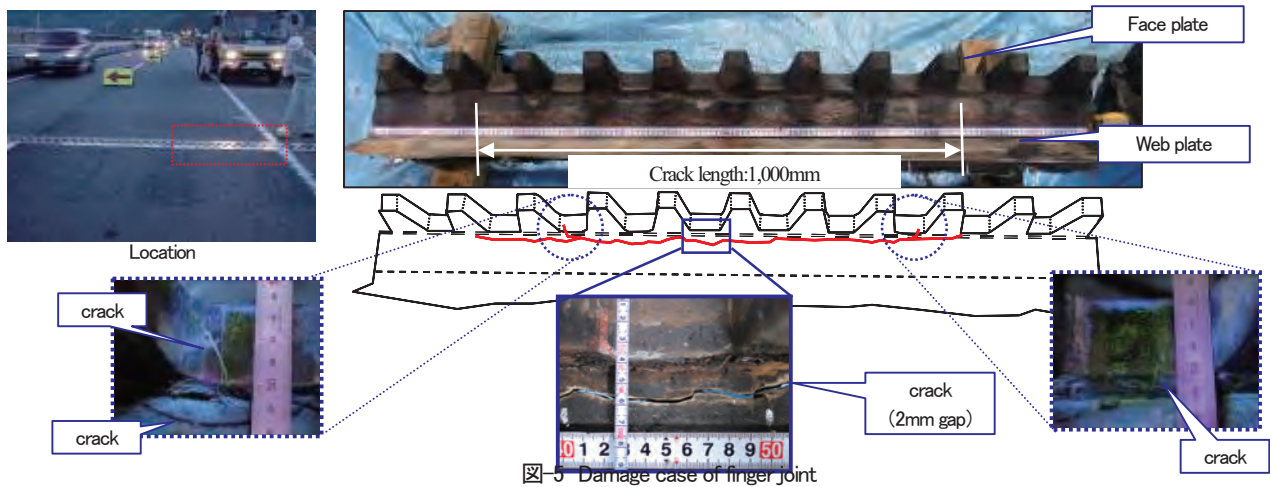 Face plate
Web plate
Crack length:1,000mm
Location
crack
crack
crack
（2mm gap）
crack
1 2 3 4 5 6 7 8 9 50
図-5 Damage case of finger joint